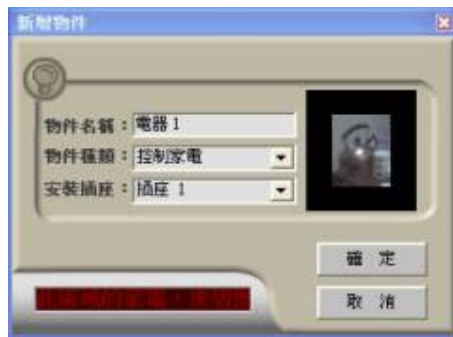 新增物件
物件名稱：電器 1
物件種類：控制家電
安裝插座：插座 1
確 定
取 消